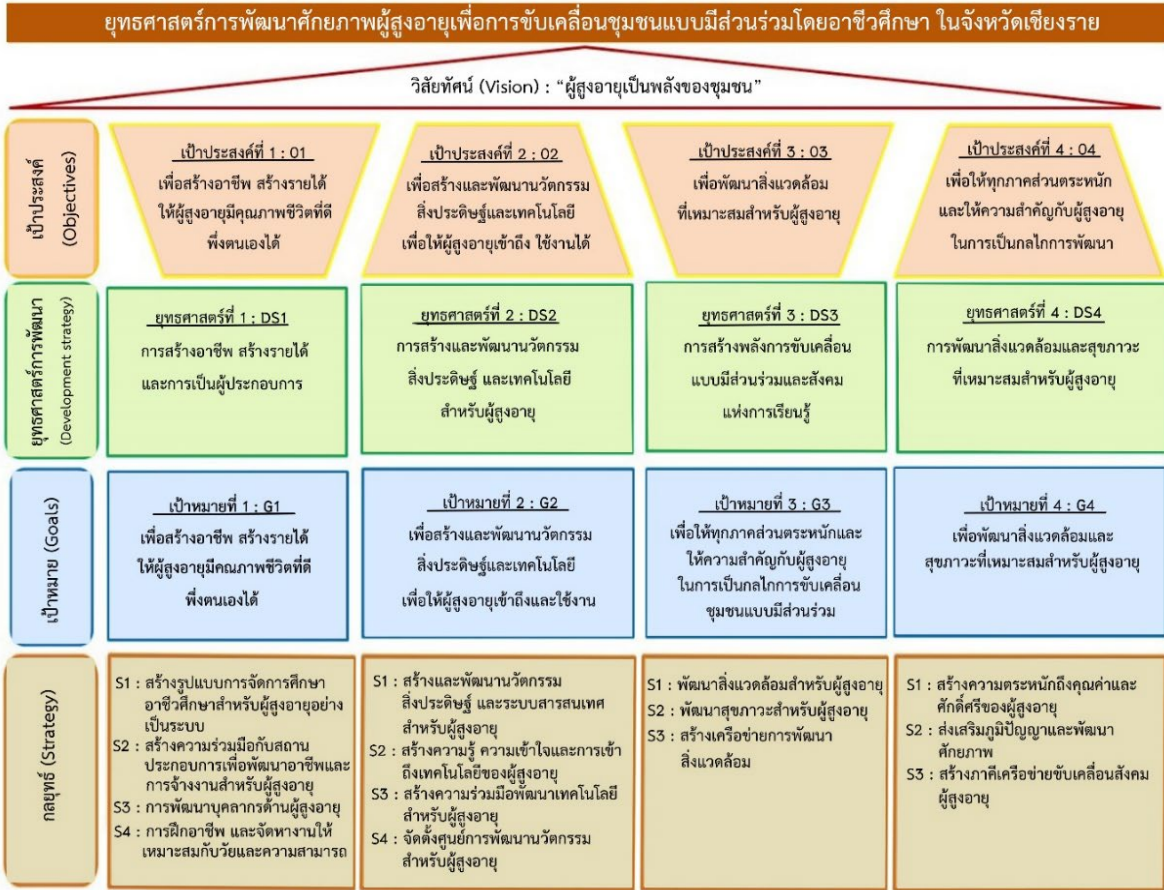 ยุทธศาสตร์การพัฒนาศักยภาพผู้สูงอายุเพื่อการขับเคลื่อนชุมชนแบบมีส่วนร่วมโดยอาชีวศึกษา ในจังหวัดเชียงราย
วิสัยทัศน์ (Vision) : “ผู้สูงอายุเป็นพลังของชุมชน”
เป้าประสงค์
(Objectives)
เป้าประสงค์ที่ 1 : O1
เพื่อสร้างอาชีพ สร้างรายได้
ให้ผู้สูงอายุมีคุณภาพชีวิตที่ดี
พึ่งตนเองได้
เป้าประสงค์ที่ 2 : O2
เพื่อสร้างและพัฒนานวัตกรรม
สิ่งประดิษฐ์และเทคโนโลยี
เพื่อให้ผู้สูงอายุเข้าถึง ใช้งานได้
เป้าประสงค์ที่ 3 : O3
เพื่อพัฒนาสิ่งแวดล้อม
ที่เหมาะสมสำหรับผู้สูงอายุ
เป้าประสงค์ที่ 4 : O4
เพื่อให้ทุกภาคส่วนตระหนัก
และให้ความสำคัญกับผู้สูงอายุ
ในการเป็นกลไกการพัฒนา
ยุทธศาสตร์การพัฒนา
(Development strategy)
ยุทธศาสตร์ที่ 1 : DS1
การสร้างอาชีพ สร้างรายได้
และการเป็นผู้ประกอบการ
ยุทธศาสตร์ที่ 2 : DS2
การสร้างและพัฒนานวัตกรรม
สิ่งประดิษฐ์ และเทคโนโลยี
สำหรับผู้สูงอายุ
ยุทธศาสตร์ที่ 3 : DS3
การสร้างพลังการขับเคลื่อน
แบบมีส่วนร่วมและสังคม
แห่งการเรียนรู้
ยุทธศาสตร์ที่ 4 : DS4
การพัฒนาสิ่งแวดล้อมและสุขภาวะ
ที่เหมาะสมสำหรับผู้สูงอายุ
เป้าหมาย (Goals)
เป้าหมายที่ 1 : G1
เพื่อสร้างอาชีพ สร้างรายได้
ให้ผู้สูงอายุมีคุณภาพชีวิตที่ดี
พึ่งตนเองได้
เป้าหมายที่ 2 : G2
เพื่อสร้างและพัฒนานวัตกรรม
สิ่งประดิษฐ์และเทคโนโลยี
เพื่อให้ผู้สูงอายุเข้าถึงและใช้งาน
เป้าหมายที่ 3 : G3
เพื่อให้ทุกภาคส่วนตระหนักและ
ให้ความสำคัญกับผู้สูงอายุ
ในการเป็นกลไกการขับเคลื่อน
ชุมชนแบบมีส่วนร่วม
เป้าหมายที่ 4 : G4
เพื่อพัฒนาสิ่งแวดล้อมและ
สุขภาวะที่เหมาะสมสำหรับผู้สูงอายุ
กลยุทธ์ (Strategy)
S1 : สร้างรูปแบบการจัดการศึกษา
อาชีวศึกษาสำหรับผู้สูงอายุอย่าง
เป็นระบบ
S2 : สร้างความร่วมมือกับสถาน
ประกอบการเพื่อพัฒนาอาชีพและ
การจ้างงานสำหรับผู้สูงอายุ
S3 : การพัฒนาบุคลากรด้านผู้สูงอายุ
S4 : การฝึกอาชีพ และจัดหางานให้
เหมาะสมกับวัยและความสามารถ
S1 : สร้างและพัฒนานวัตกรรม
สิ่งประดิษฐ์ และระบบสารสนเทศ
สำหรับผู้สูงอายุ
S2 : สร้างความรู้ ความเข้าใจและการเข้า
ถึงเทคโนโลยีของผู้สูงอายุ
S3 : สร้างความร่วมมือพัฒนาเทคโนโลยี
สำหรับผู้สูงอายุ
S4 : จัดตั้งศูนย์การพัฒนานวัตกรรม
สำหรับผู้สูงอายุ
S1 : พัฒนาสิ่งแวดล้อมสำหรับผู้สูงอายุ
S2 : พัฒนาสุขภาวะสำหรับผู้สูงอายุ
S3 : สร้างเครือข่ายการพัฒนา
สิ่งแวดล้อม
S1 : สร้างความตระหนักถึงคุณค่าและ
ศักดิ์ศรีของผู้สูงอายุ
S2 : ส่งเสริมภูมิปัญญาและพัฒนา
ศักยภาพ
S3 : สร้างภาคีเครือข่ายขับเคลื่อนสังคม
ผู้สูงอายุ